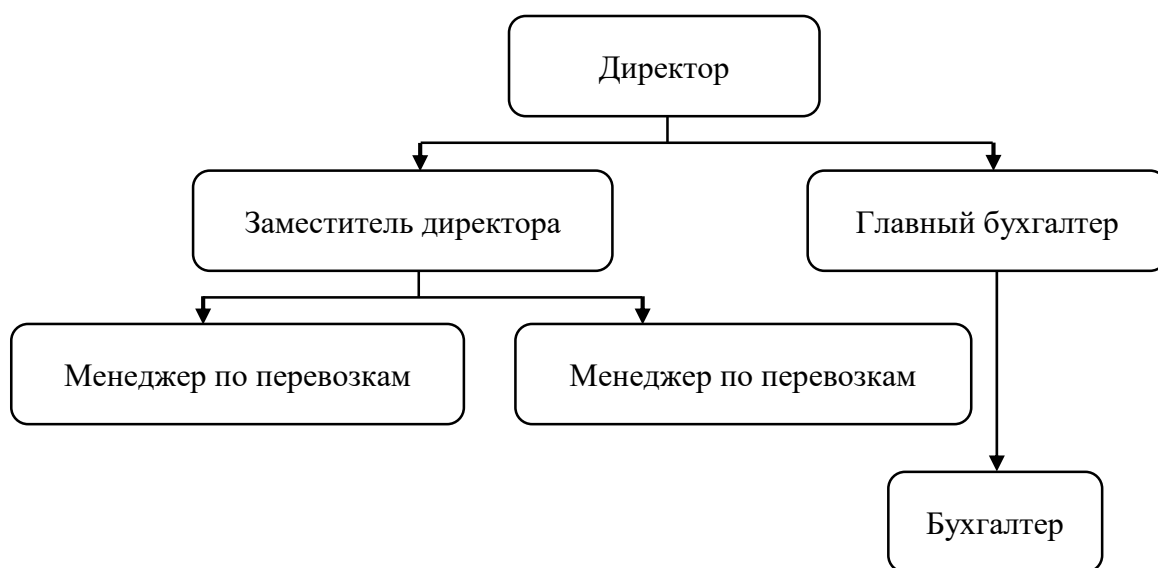 Директор
Заместитель директора
Главный бухгалтер
Менеджер по перевозкам
Менеджер по перевозкам
Бухгалтер